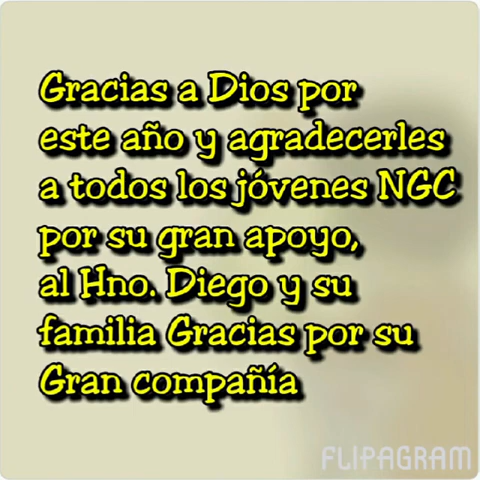 Gracias a Dios por
este año y agradecerles
a todos los jóvenes NGC
por su gran apoyo,
al Hno. Diego y su
familia Gracias por su
Gran compañía
FLIPAGRAM